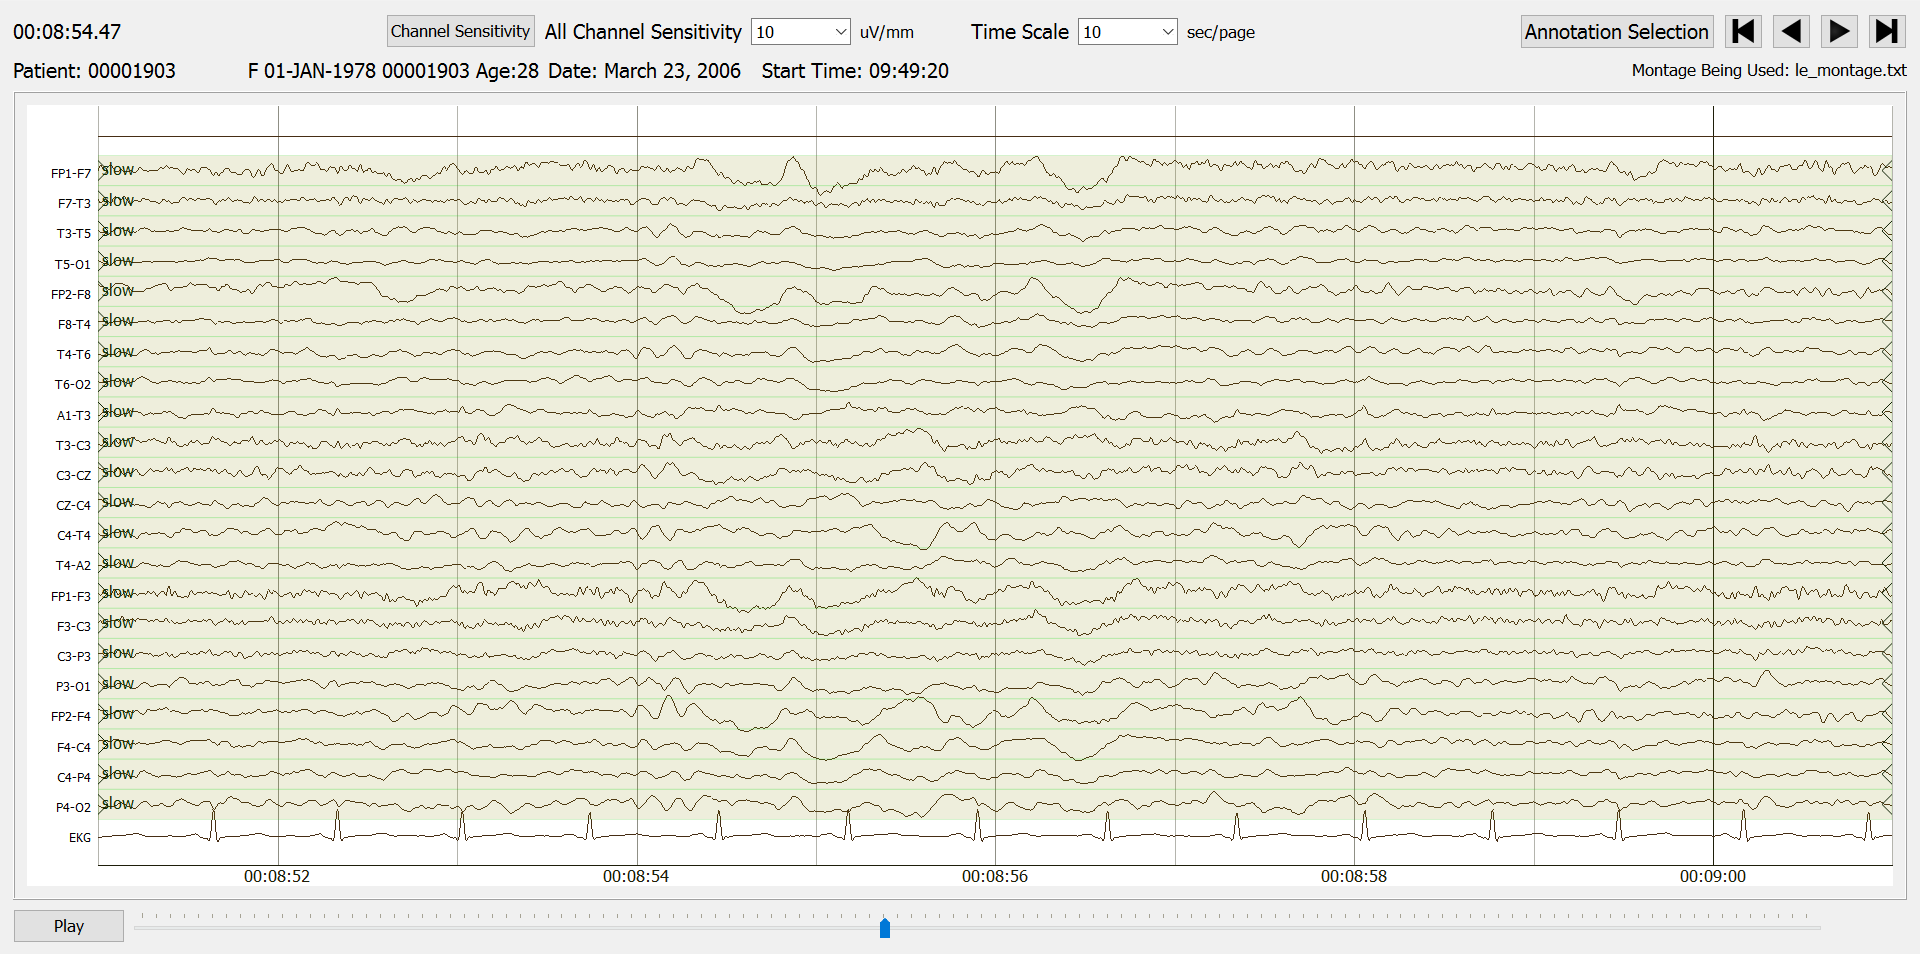 00:08:54.47 Channel Sensitivity All Channel Sensitivity 10 uV/mm Time Scale 10 sec/page Annotation Selection
Patient: 00001903 F 01-JAN-1978 00001903 Age:28 Date: March 23, 2006 Start Time: 09:49:20 Montage Being Used: le_montage.txt
FP1-F7 slow
F7-T3 slow
T3-T5 slow
T5-O1 slow
FP2-F8 slow
F8-T4 slow
T4-T6 slow
T6-O2 slow
A1-T3 slow
T3-C3 slow
C3-CZ slow
CZ-C4 slow
C4-T4 slow
T4-A2 slow
FP1-F3 slow
F3-C3 slow
C3-P3 slow
P3-O1 slow
FP2-F4 slow
F4-C4 slow
C4-P4 slow
P4-O2 slow
EKG
00:08:52 00:08:54 00:08:56 00:08:58 00:09:00
Play